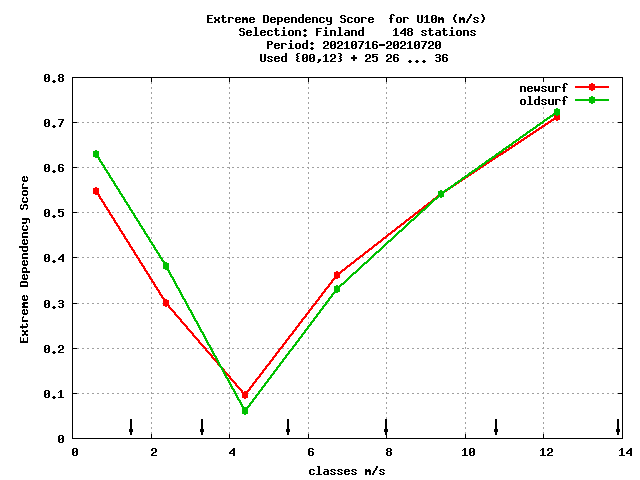 Extreme Dependency Score  for U10m (m/s)
Selection: Finland    148 stations
Period: 20210716-20210720
Used {00,12} + 25 26 ... 36
newsurf
oldsurf
Extreme Dependency Score
0.8
0.7
0.6
0.5
0.4
0.3
0.2
0.1
0
0 2 4 6 8 10 12 14
classes m/s